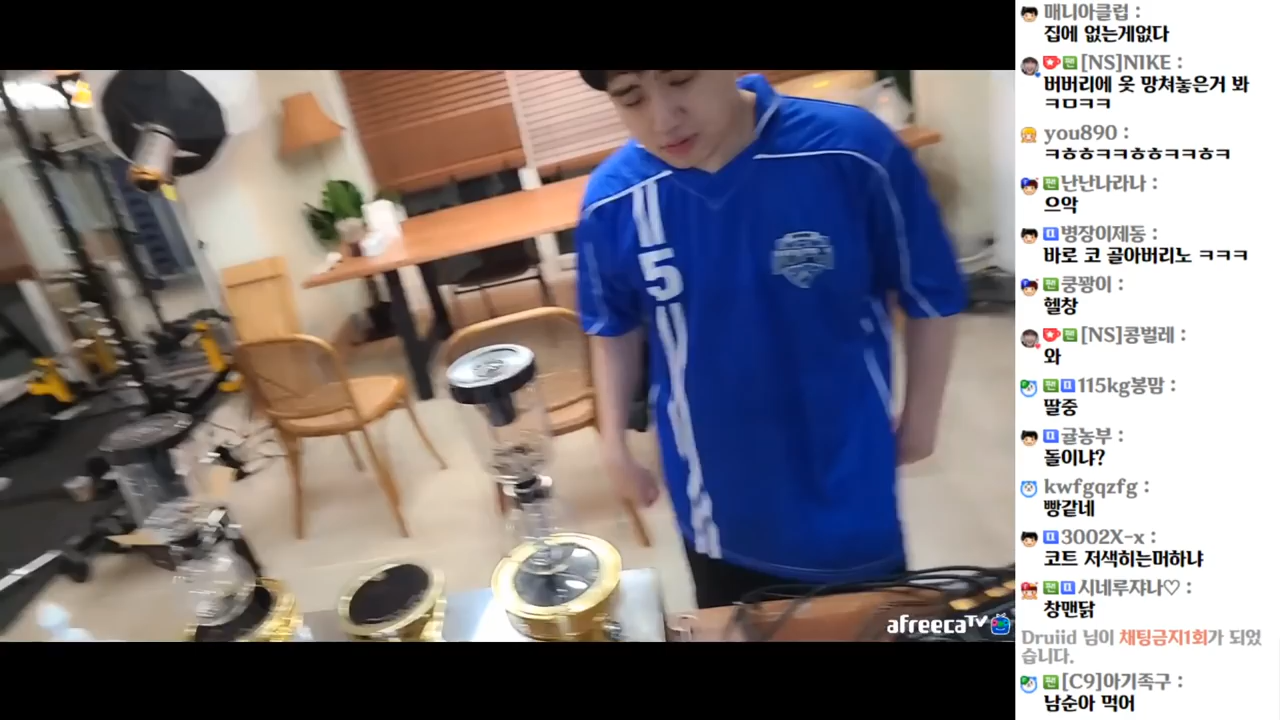 매니아클럽 :
집에 없는게없다
[NS]NIKE :
버버리에 옷 망쳐놓은거 봐
ㅋㅁㅋㅋ
you890 :
ㅋㅎㅎㅋㅋㅎㅎㅋㅋㅎㅋ
난난나라나 :
으악
병장이제동 :
바로 코 골아버리노 ㅋㅋㅋ
쿵꽝이 :
헬창
[NS]콩벌레 :
와
115kg봉맘 :
딸중
귤농부 :
돌이냐?
kwfgqzfg :
빵같네
3002X-x :
코트 저색히는머하냐
시네루쟈나♡ :
창맨닭
Druiid 님이 채팅금지1회가 되었
습니다.
[C9]아기족구 :
남순아 먹어
5
afreecaTV